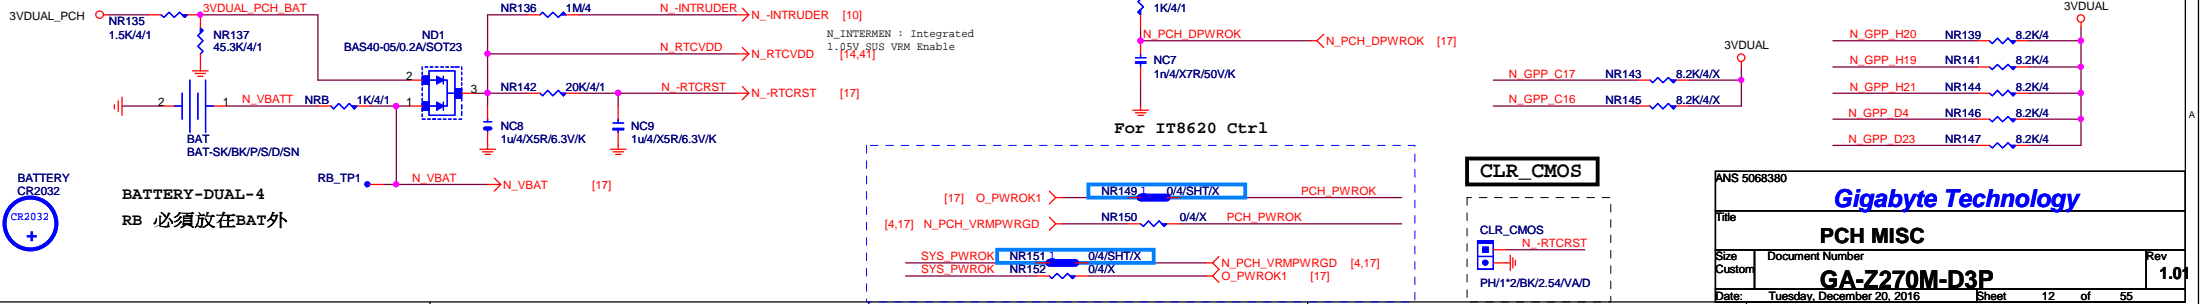 3VDUAL_PCH
NR135
1.5K/4/1
3VDUAL_PCH_BAT
NR137
45.3K/4/1
ND1
BAS40-05/0.2A/SOT23
2
1
3
2
1
N_VBATT
NRB
1K/4/1
BAT
BAT-SK/BK/P/S/D/SN
NR136
1M/4
N_-INTRUDER
N_-INTRUDER [10]
N_INTERMEN : Integrated
1.05V SUS VRM Enable
N_RTCVDD
N_RTCVDD [14,41]
NR142
20K/4/1
N_-RTCRST
N_-RTCRST [17]
NC8
1u/4/X5R/6.3V/K
NC9
1u/4/X5R/6.3V/K
RB_TP1
N_VBAT
N_VBAT [17]
BATTERY
CR2032
CR2032
+
BATTERY-DUAL-4
RB 必須放在BAT外
1K/4/1
N_PCH_DPWROK
N_PCH_DPWROK [17]
NC7
1n/4/X7R/50V/K
For IT8620 Ctrl
[17] O_PWROK1
NR149
1
0/4/SHT/X
PCH_PWROK
[4,17] N_PCH_VRMPWRGD
NR150
0/4/X
PCH_PWROK
SYS_PWROK
NR151
1
0/4/SHT/X
N_PCH_VRMPWRGD [4,17]
SYS_PWROK
NR152
0/4/X
O_PWROK1 [17]
3VDUAL
N_GPP_C17
NR143
8.2K/4/X
N_GPP_C16
NR145
8.2K/4/X
CLR_CMOS
CLR_CMOS
N_-RTCRST
PH/1*2/BK/2.54/VA/D
3VDUAL
N_GPP_H20
NR139
8.2K/4
N_GPP_H19
NR141
8.2K/4
N_GPP_H21
NR144
8.2K/4
N_GPP_D4
NR146
8.2K/4
N_GPP_D23
NR147
8.2K/4
A
ANS 5068380
Gigabyte Technology
Title
PCH MISC
Size
Custom
Document Number
GA-Z270M-D3P
Rev
1.01
Date: Tuesday, December 20, 2016 Sheet 12 of 55